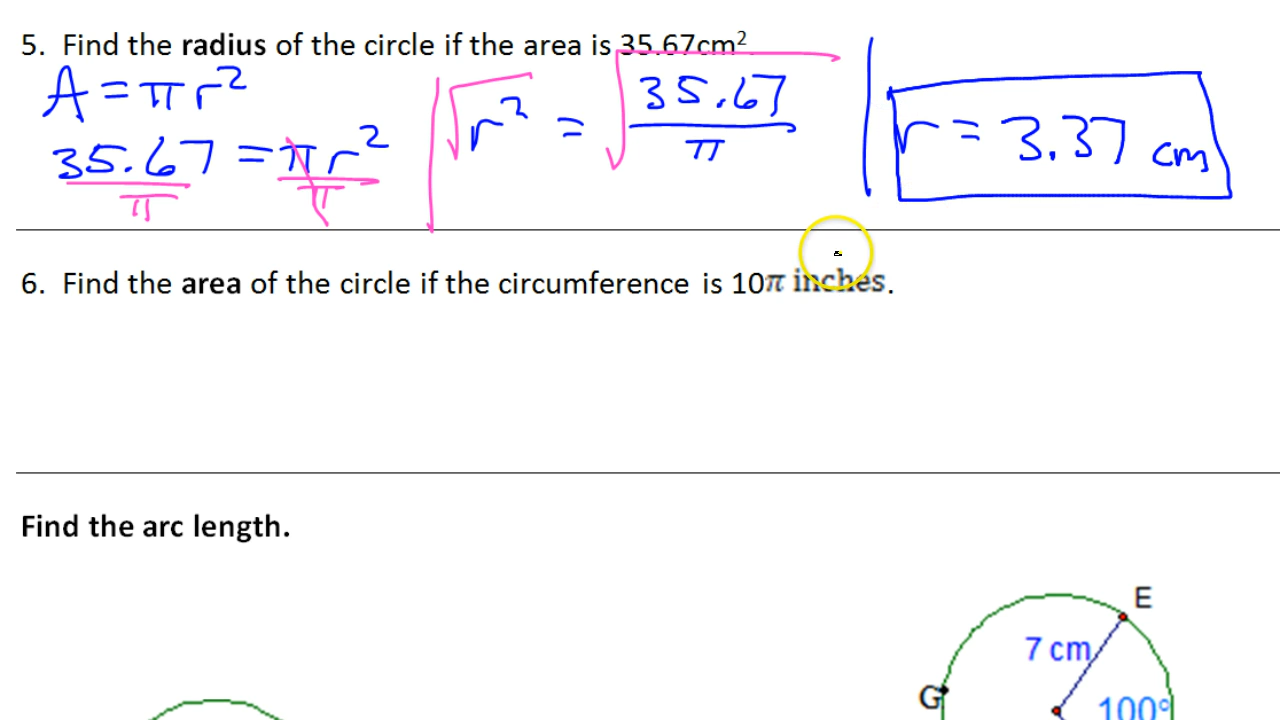 5. Find the radius of the circle if the area is 35.67cm²
A = πr²
35.67 = πr²
π π
√r² = √35.67/π
r = 3.37 cm
6. Find the area of the circle if the circumference is 10π inches.
Find the arc length.
E
7 cm
G
100°